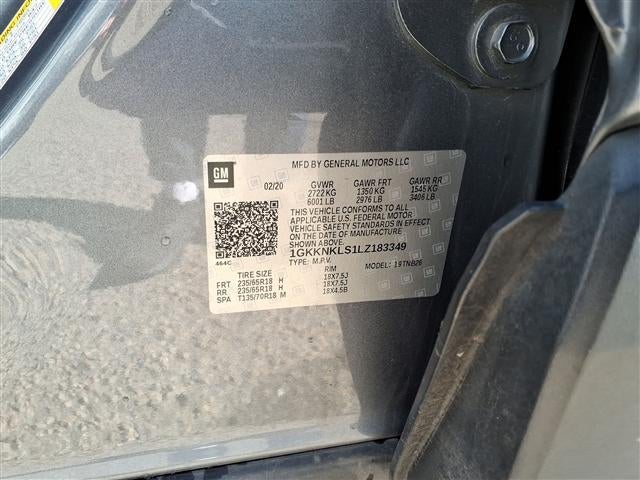 ADING INFO
GM
MFD BY GENERAL MOTORS LLC
02/20 GVWR GAWR FRT GAWR RR
2722 KG 1350 KG 1545 KG
6001 LB 2976 LB 3406 LB
THIS VEHICLE CONFORMS TO ALL
APPLICABLE U.S. FEDERAL MOTOR
VEHICLE SAFETY STANDARDS IN
EFFECT ON THE DATE OF MANUFACTURE
SHOWN ABOVE.
1GKKNKLS1LZ183349
464C TYPE: M.P.V. MODEL: 19TNB26
TIRE SIZE RIM
FRT 235/65R18 H 18X7.5J
RR 235/65R18 H 18X7.5J
SPA T135/70R18 M 18X4.5B